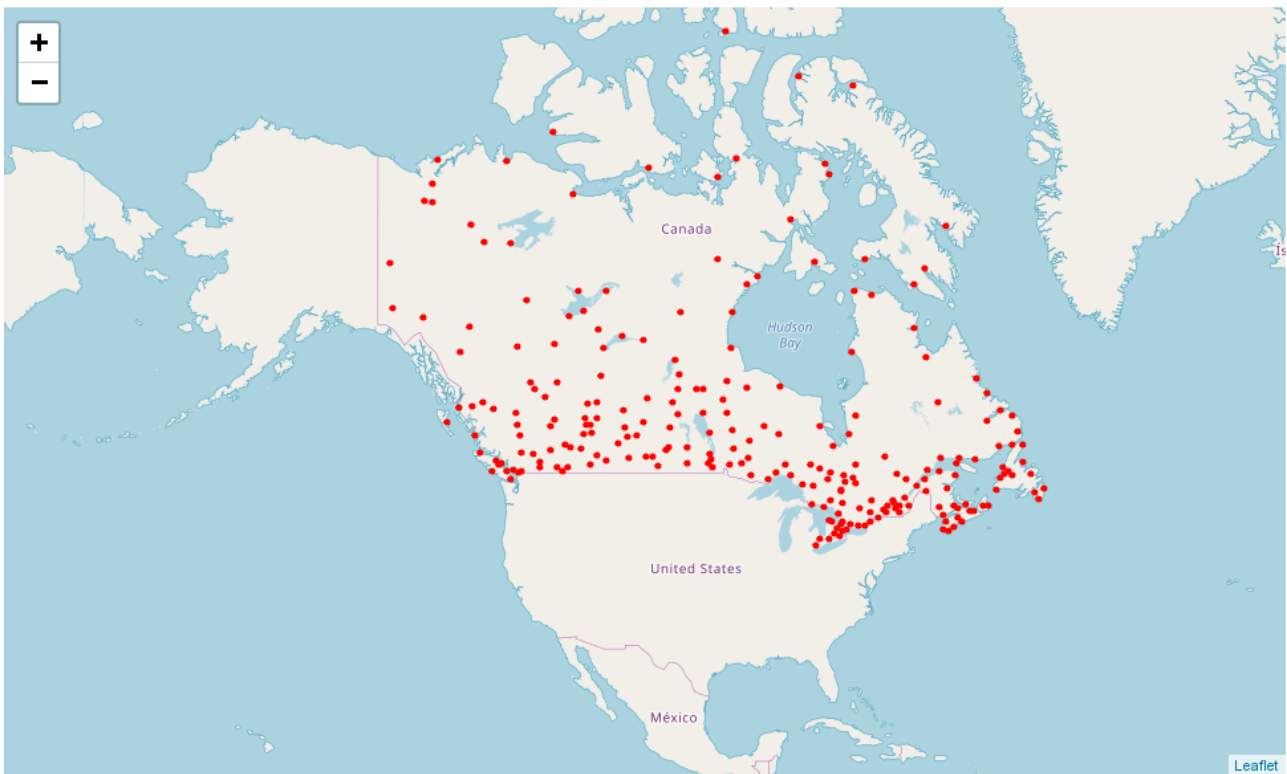 +
−
Canada
Hudson
Bay
United States
México
Leaflet